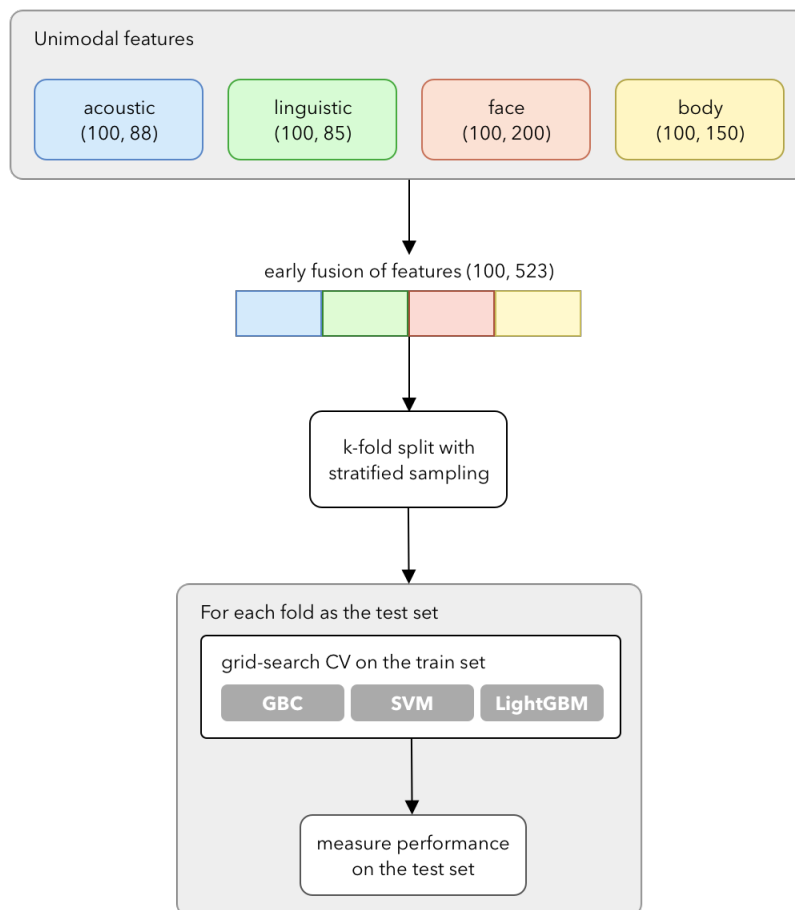 Unimodal features
acoustic
(100, 88)
linguistic
(100, 85)
face
(100, 200)
body
(100, 150)
early fusion of features (100, 523)
k-fold split with
stratified sampling
For each fold as the test set
grid-search CV on the train set
GBC
SVM
LightGBM
measure performance
on the test set